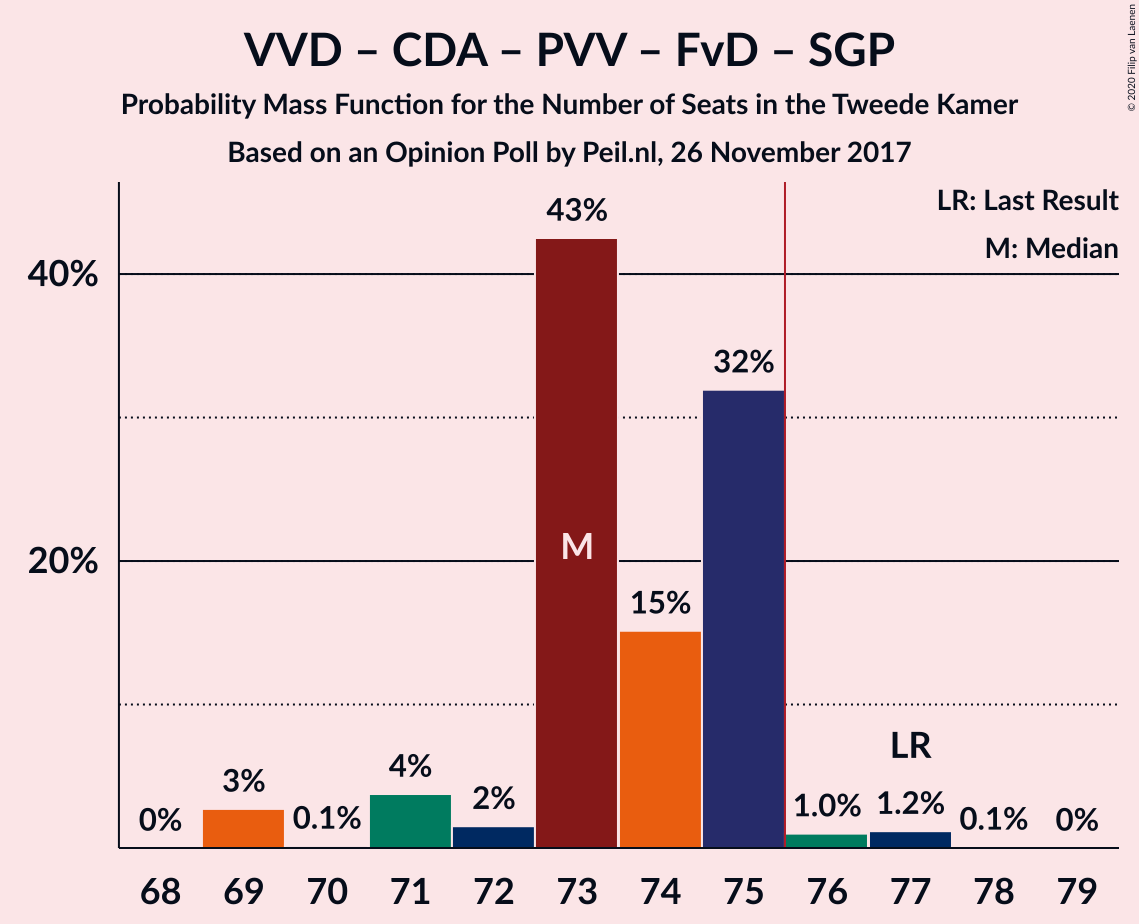 VVD – CDA – PVV – FvD – SGP
Probability Mass Function for the Number of Seats in the Tweede Kamer
Based on an Opinion Poll by Peil.nl, 26 November 2017
© 2020 Filip van Laenen
LR: Last Result
M: Median
40%
20%
0%
3%
0.1%
4%
2%
43%
M
15%
32%
1.0%
LR
1.2%
0.1%
0%
68 69 70 71 72 73 74 75 76 77 78 79